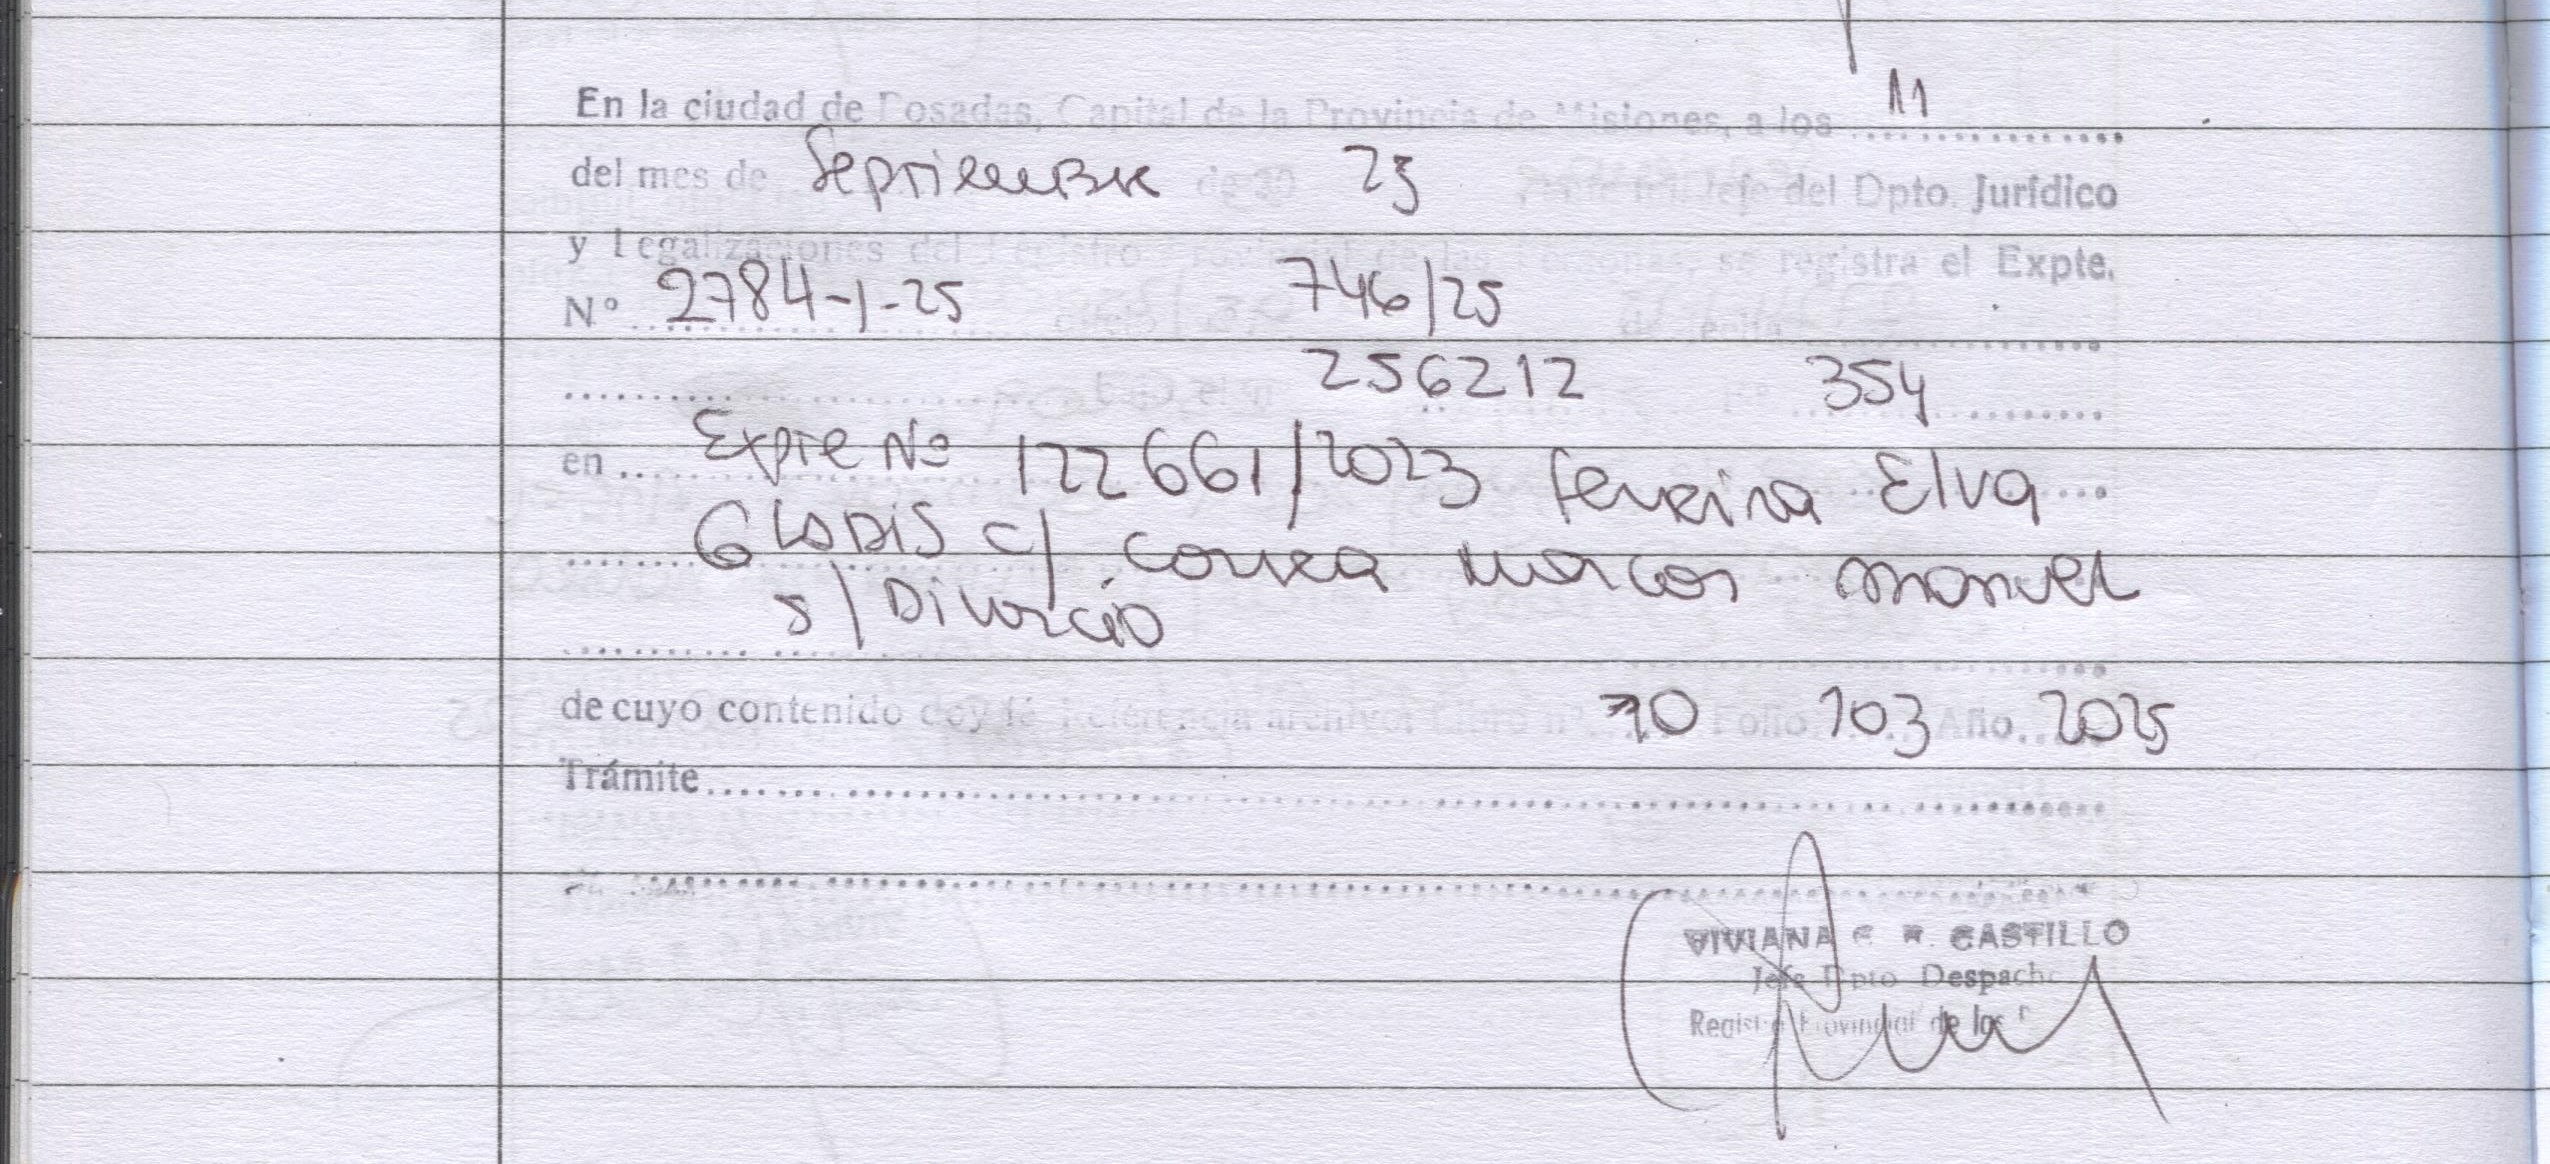 En la ciudad de Posadas, Capital de la Provincia de Misiones, a los 11
del mes de Septiembre de 20 25 Jefe del Dpto. Jurídico
y Legalizaciones del Registro Provincial de las Personas, se registra el Expte.
Nº 2784-1-25 746/25
256212 354
en Expte Nº 122661/2023 Ferreira Elva
Gladis c/ Correa Marcos Manuel
s/ Divorcio
de cuyo contenido doy fé Referencia archivo: Folio Año
70 103 2025
Trámite
VIVIANA CASTILLO
Jefa Dpto Despacho
Registro Provincial de las